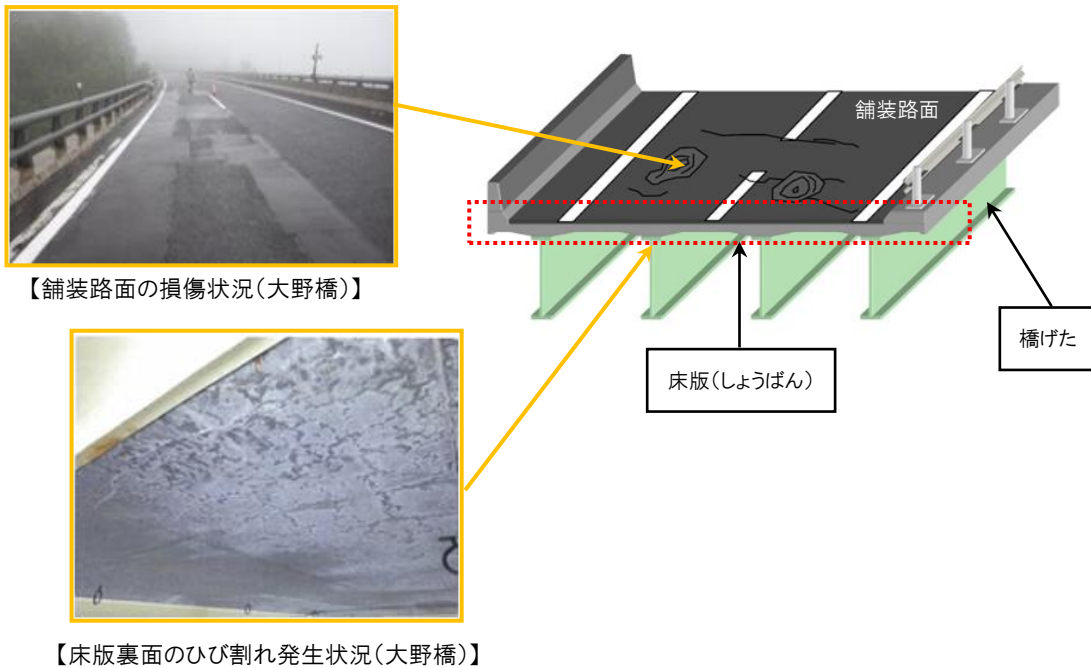 舗装路面
【舗装路面の損傷状況(大野橋)】
橋げた
床版(しょうばん)
【床版裏面のひび割れ発生状況(大野橋)】